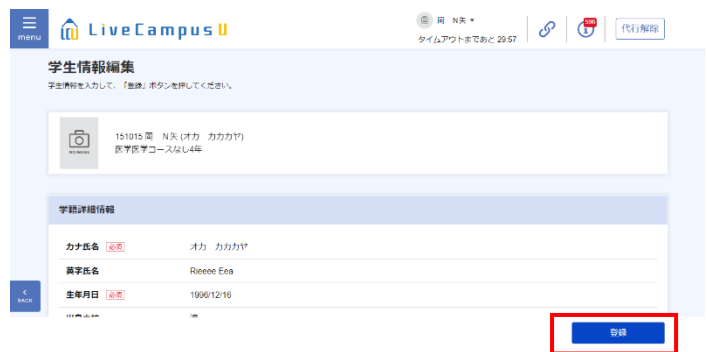 menu
LiveCampus U
岡　N矢
タイムアウトまであと 29:57
代行解除
学生情報編集
学生情報を入力して、「登録」ボタンを押してください。
151015 岡　N矢 (オカ　カカカヤ)
医学医学コースなし4年
学籍詳細情報
カナ氏名 必須 オカ　カカカヤ
英字氏名 Rieeee Eea
生年月日 必須 1996/12/16
BACK
登録